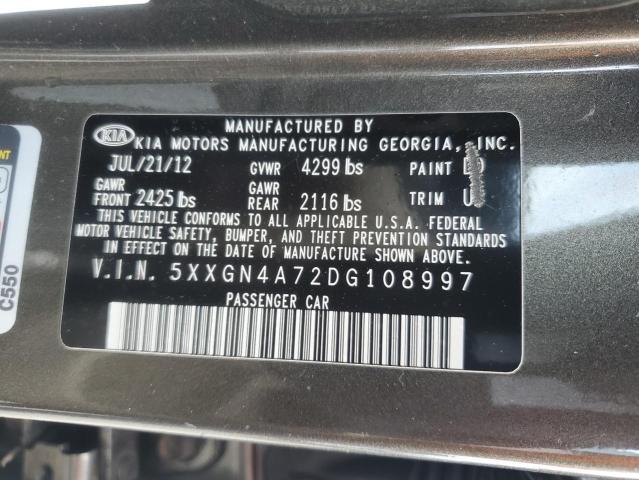 MANUFACTURED BY
KIA KIA MOTORS MANUFACTURING GEORGIA, INC.
JUL/21/12 GVWR 4299 lbs PAINT
GAWR FRONT 2425 lbs GAWR REAR 2116 lbs TRIM U
THIS VEHICLE CONFORMS TO ALL APPLICABLE U.S.A. FEDERAL
MOTOR VEHICLE SAFETY, BUMPER, AND THEFT PREVENTION STANDARDS
IN EFFECT ON THE DATE OF MANUFACTURE SHOWN ABOVE.
V.I.N. 5XXGN4A72DG108997
PASSENGER CAR
C550